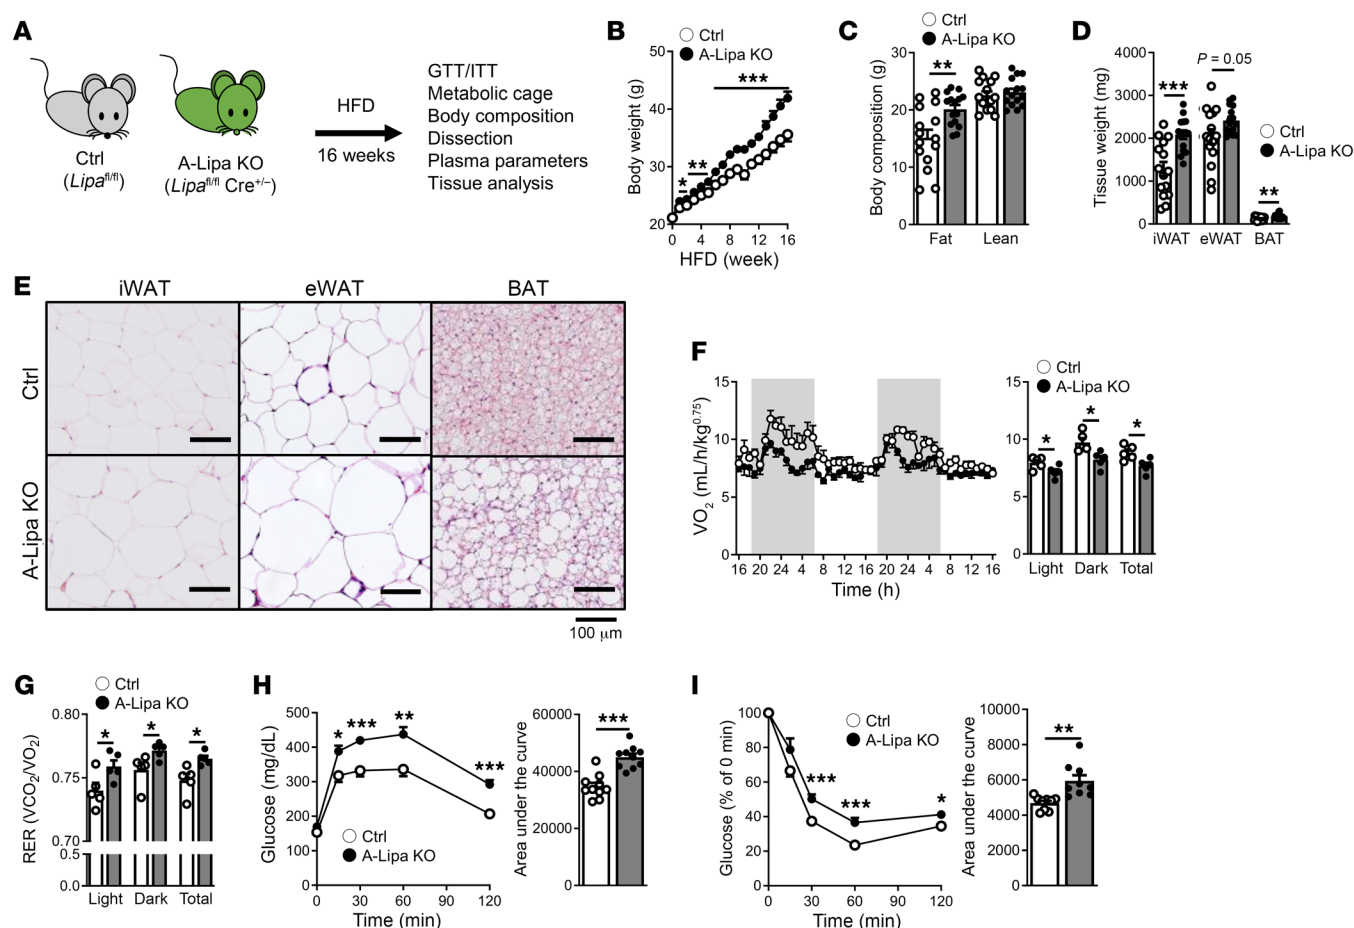 A
Ctrl
(Lipafl/fl)
A-Lipa KO
(Lipafl/fl Cre+/–)
HFD
16 weeks
GTT/ITT
Metabolic cage
Body composition
Dissection
Plasma parameters
Tissue analysis
B
Ctrl
A-Lipa KO
Body weight (g)
50
40
30
20
*
**
***
0 4 8 12 16
HFD (week)
C
Ctrl
A-Lipa KO
Body composition (g)
30
20
10
0
**
Fat Lean
D
Tissue weight (mg)
4000
3000
2000
1000
0
***
P = 0.05
**
Ctrl
A-Lipa KO
iWAT eWAT BAT
E
iWAT eWAT BAT
Ctrl
A-Lipa KO
100 μm
F
VO2 (mL/h/kg0.75)
15
10
5
0
16 20 24 4 8 12 16 20 24 4 8 12 16
Time (h)
Ctrl
A-Lipa KO
15
10
5
0
* * *
Light Dark Total
G
Ctrl
A-Lipa KO
RER (VCO2/VO2)
0.80
0.75
0.70
0.5
0.0
* * *
Light Dark Total
H
Glucose (mg/dL)
500
400
300
200
100
0
* *** ** ***
Ctrl
A-Lipa KO
0 30 60 90 120
Time (min)
Area under the curve
60000
40000
20000
0
***
I
Glucose (% of 0 min)
100
80
60
40
20
0
Ctrl
A-Lipa KO
*** *** *
0 30 60 90 120
Time (min)
Area under the curve
10000
8000
6000
4000
2000
0
**